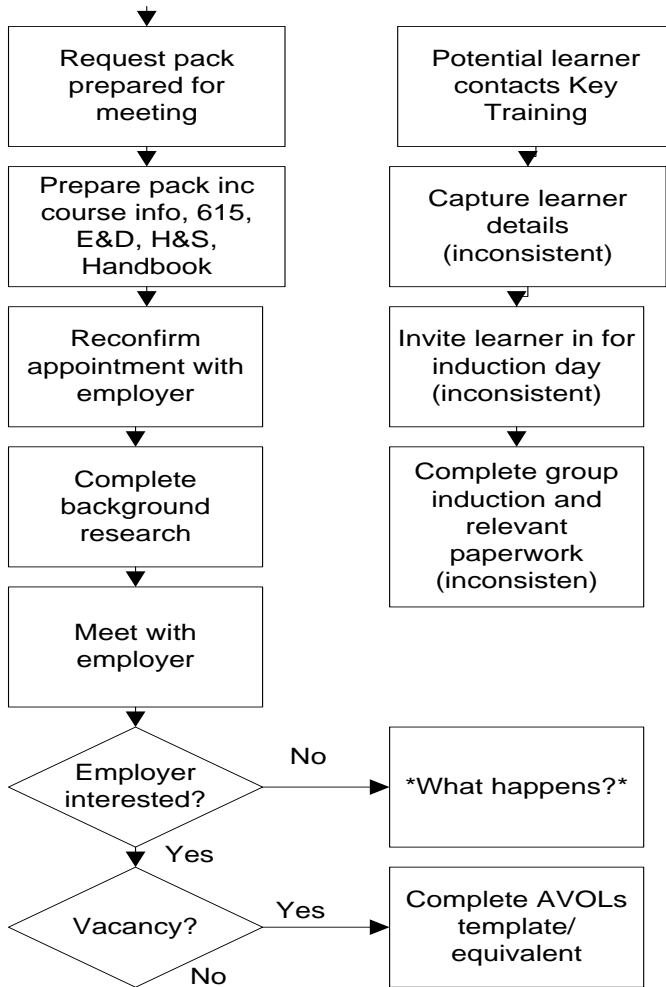 Request pack
prepared for
meeting
Prepare pack inc
course info, 615,
E&D, H&S,
Handbook
Reconfirm
appointment with
employer
Complete
background
research
Meet with
employer
Employer
interested?
No
*What happens?*
Yes
Vacancy?
Yes
Complete AVOLs
template/
equivalent
No
Potential learner
contacts Key
Training
Capture learner
details
(inconsistent)
Invite learner in for
induction day
(inconsistent)
Complete group
induction and
relevant
paperwork
(inconsisten)